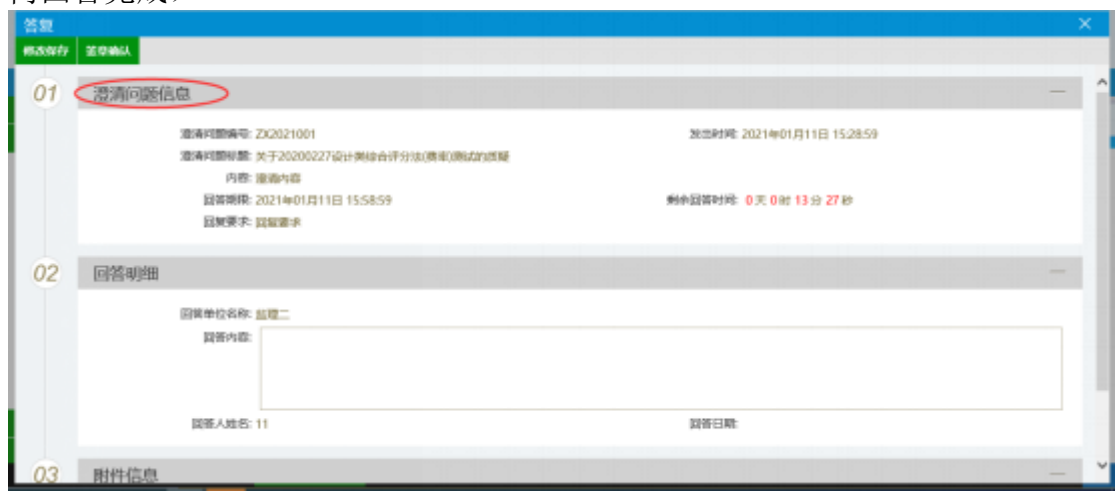 答复
修改保存 签章确认
01 澄清问题信息
澄清问题编号: ZX2021001 发出时间: 2021年01月11日 15:28:59
澄清问题标题: 关于20200227设计类综合评分法(费率)测试的质疑
内容: 澄清内容
回答期限: 2021年01月11日 15:58:59 剩余回答时间: 0 天 0 时 13 分 27 秒
回复要求: 回复要求
02 回答明细
回答单位名称: 监理二
回答内容:
回答人姓名: 11 回答日期:
03 附件信息